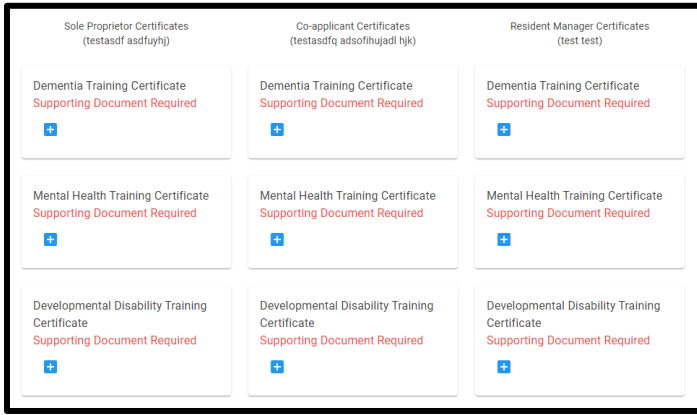 Sole Proprietor Certificates
(testasdf asdfuyhj)
Co-applicant Certificates
(testasdfq adsofihujadl hjk)
Resident Manager Certificates
(test test)
Dementia Training Certificate
Supporting Document Required
Dementia Training Certificate
Supporting Document Required
Dementia Training Certificate
Supporting Document Required
Mental Health Training Certificate
Supporting Document Required
Mental Health Training Certificate
Supporting Document Required
Mental Health Training Certificate
Supporting Document Required
Developmental Disability Training
Certificate
Supporting Document Required
Developmental Disability Training
Certificate
Supporting Document Required
Developmental Disability Training
Certificate
Supporting Document Required